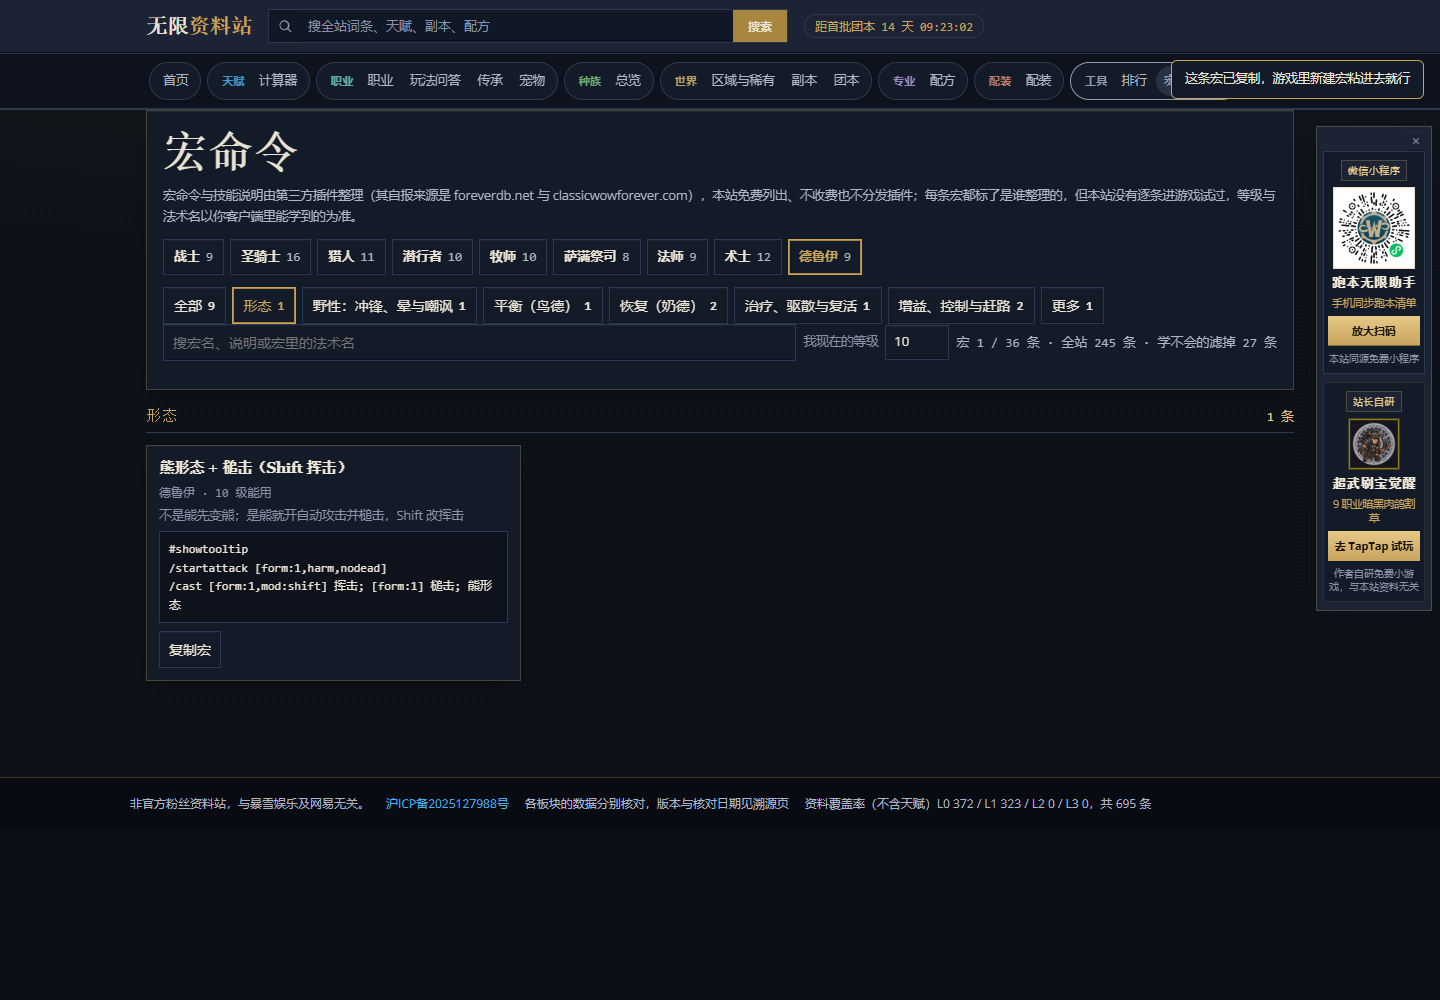 无限资料站
搜全站词条、天赋、副本、配方
搜索
距首批团本 14 天 09:23:02
首页
天赋 计算器
职业 职业 玩法问答 传承 宠物
种族 总览
世界 区域与稀有 副本 团本
专业 配方
配装 配装
工具 排行
这条宏已复制，游戏里新建宏粘进去就行
宏命令
宏命令与技能说明由第三方插件整理（其自报来源是 foreverdb.net 与 classicwowforever.com），本站免费列出、不收费也不分发插件；每条宏都标了是谁整理的，但本站没有逐条进游戏试过，等级与
法术名以你客户端里能学到的为准。
战士 9 圣骑士 16 猎人 11 潜行者 10 牧师 10 萨满祭司 8 法师 9 术士 12 德鲁伊 9
全部 9 形态 1 野性：冲锋、晕与嘲讽 1 平衡（鸟德） 1 恢复（奶德） 2 治疗、驱散与复活 1 增益、控制与赶路 2 更多 1
搜宏名、说明或宏里的法术名 我现在的等级 10 宏 1 / 36 条 · 全站 245 条 · 学不会的滤掉 27 条
形态 1 条
熊形态 + 槌击（Shift 挥击）
德鲁伊 · 10 级能用
不是熊先变熊；是熊就开自动攻击并槌击，Shift 改挥击
#showtooltip
/startattack [form:1,harm,nodead]
/cast [form:1,mod:shift] 挥击; [form:1] 槌击; 熊形
态
复制宏
×
微信小程序
跑本无限助手
手机同步跑本清单
放大扫码
本站同源免费小程序
站长自研
超武刷宝觉醒
9 职业暗黑肉鸽割
草
去 TapTap 试玩
作者自研免费小游
戏，与本站资料无关
非官方粉丝资料站，与暴雪娱乐及网易无关。 沪ICP备2025127988号 各板块的数据分别核对，版本与核对日期见溯源页 资料覆盖率（不含天赋）L0 372 / L1 323 / L2 0 / L3 0，共 695 条